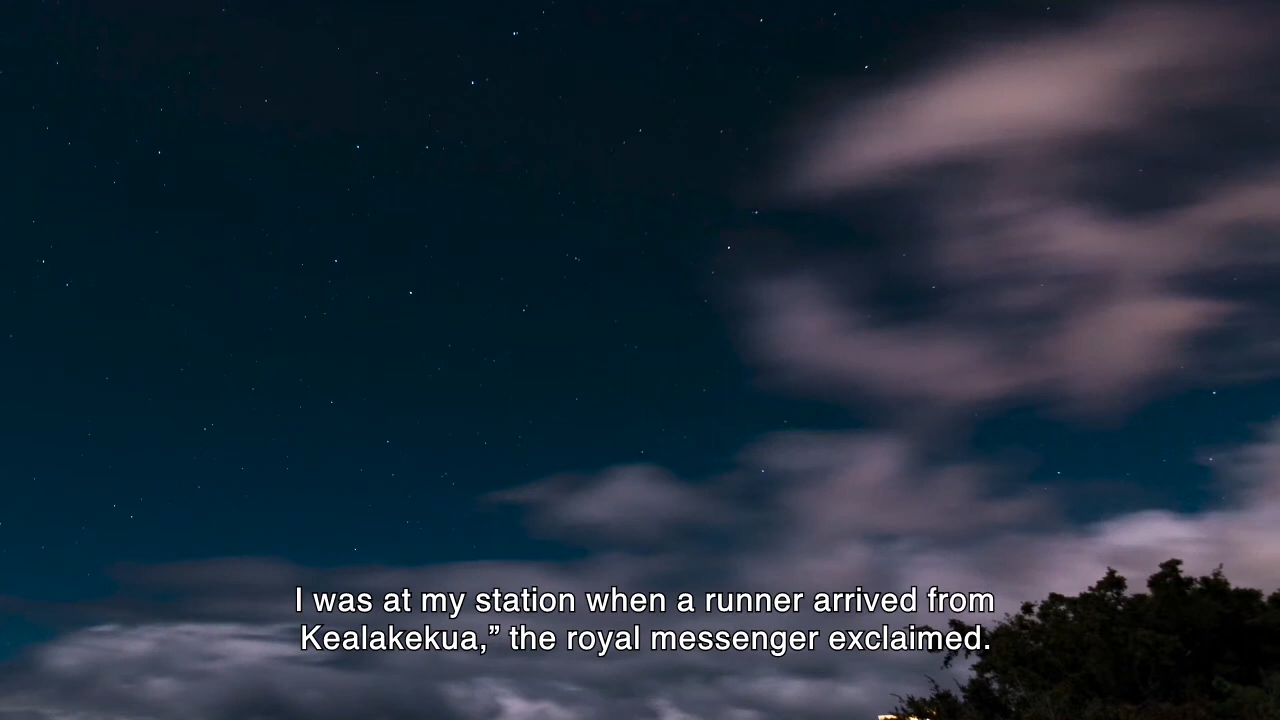 I was at my station when a runner arrived from
Kealakekua,” the royal messenger exclaimed.